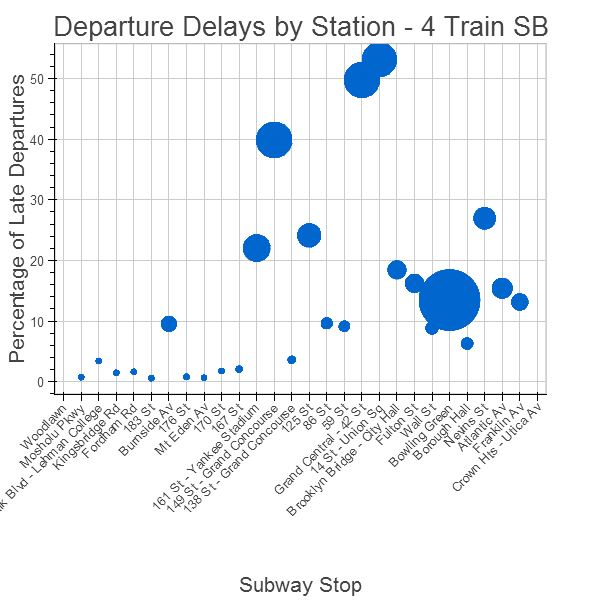 Departure Delays by Station - 4 Train SB
Percentage of Late Departures
50
40
30
20
10
0
Woodlawn
Mosholu Pkwy
Blvd - Lehman College
Kingsbridge Rd
Fordham Rd
183 St
Burnside Av
176 St
Mt Eden Av
170 St
167 St
161 St - Yankee Stadium
149 St - Grand Concourse
138 St - Grand Concourse
125 St
86 St
59 St
Grand Central - 42 St
14 St - Union Sq
Brooklyn Bridge - City Hall
Fulton St
Wall St
Bowling Green
Borough Hall
Nevins St
Atlantic Av
Franklin Av
Crown Hts - Utica Av
Subway Stop